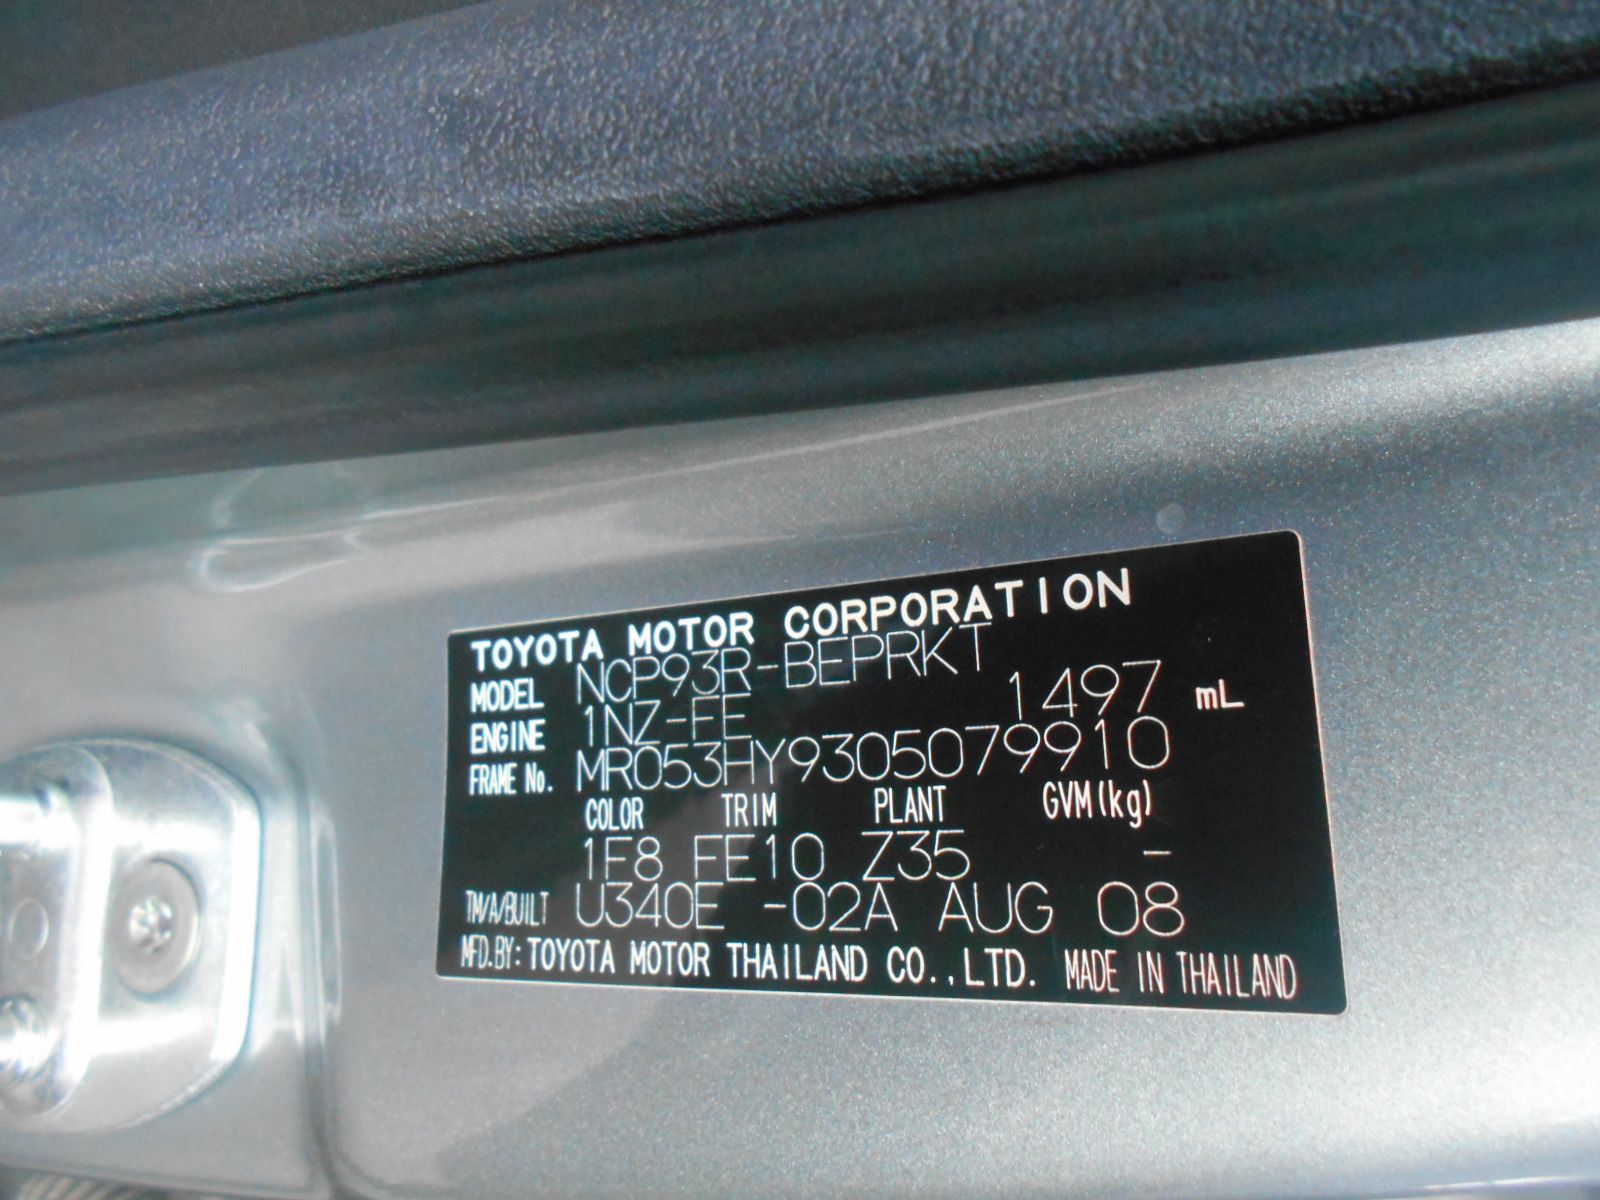 TOYOTA MOTOR CORPORATION
MODEL NCP93R-BEPRKT
ENGINE 1NZ-FE 1497 mL
FRAME No. MR053HY9305079910
COLOR TRIM PLANT GVM(kg)
1F8 FE10 Z35 -
TM/A/BUILT U340E -02A AUG 08
MFD.BY: TOYOTA MOTOR THAILAND CO.,LTD. MADE IN THAILAND